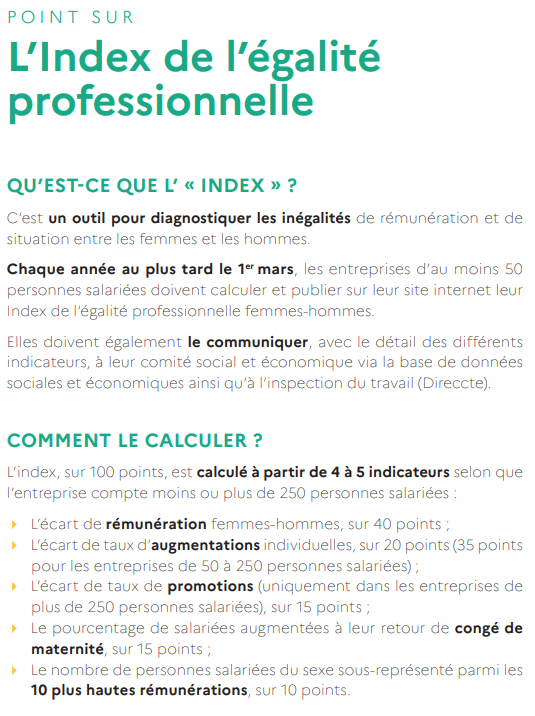 POINT SUR
L’Index de l’égalité
professionnelle
QU’EST-CE QUE L’ « INDEX » ?
C’est un outil pour diagnostiquer les inégalités de rémunération et de
situation entre les femmes et les hommes.
Chaque année au plus tard le 1er mars, les entreprises d’au moins 50
personnes salariées doivent calculer et publier sur leur site internet leur
Index de l’égalité professionnelle femmes-hommes.
Elles doivent également le communiquer, avec le détail des différents
indicateurs, à leur comité social et économique via la base de données
sociales et économiques ainsi qu’à l’inspection du travail (Direccte).
COMMENT LE CALCULER ?
L’index, sur 100 points, est calculé à partir de 4 à 5 indicateurs selon que
l’entreprise compte moins ou plus de 250 personnes salariées :
L’écart de rémunération femmes-hommes, sur 40 points ;
L’écart de taux d’augmentations individuelles, sur 20 points (35 points
pour les entreprises de 50 à 250 personnes salariées) ;
L’écart de taux de promotions (uniquement dans les entreprises de
plus de 250 personnes salariées), sur 15 points ;
Le pourcentage de salariées augmentées à leur retour de congé de
maternité, sur 15 points ;
Le nombre de personnes salariées du sexe sous-représenté parmi les
10 plus hautes rémunérations, sur 10 points.